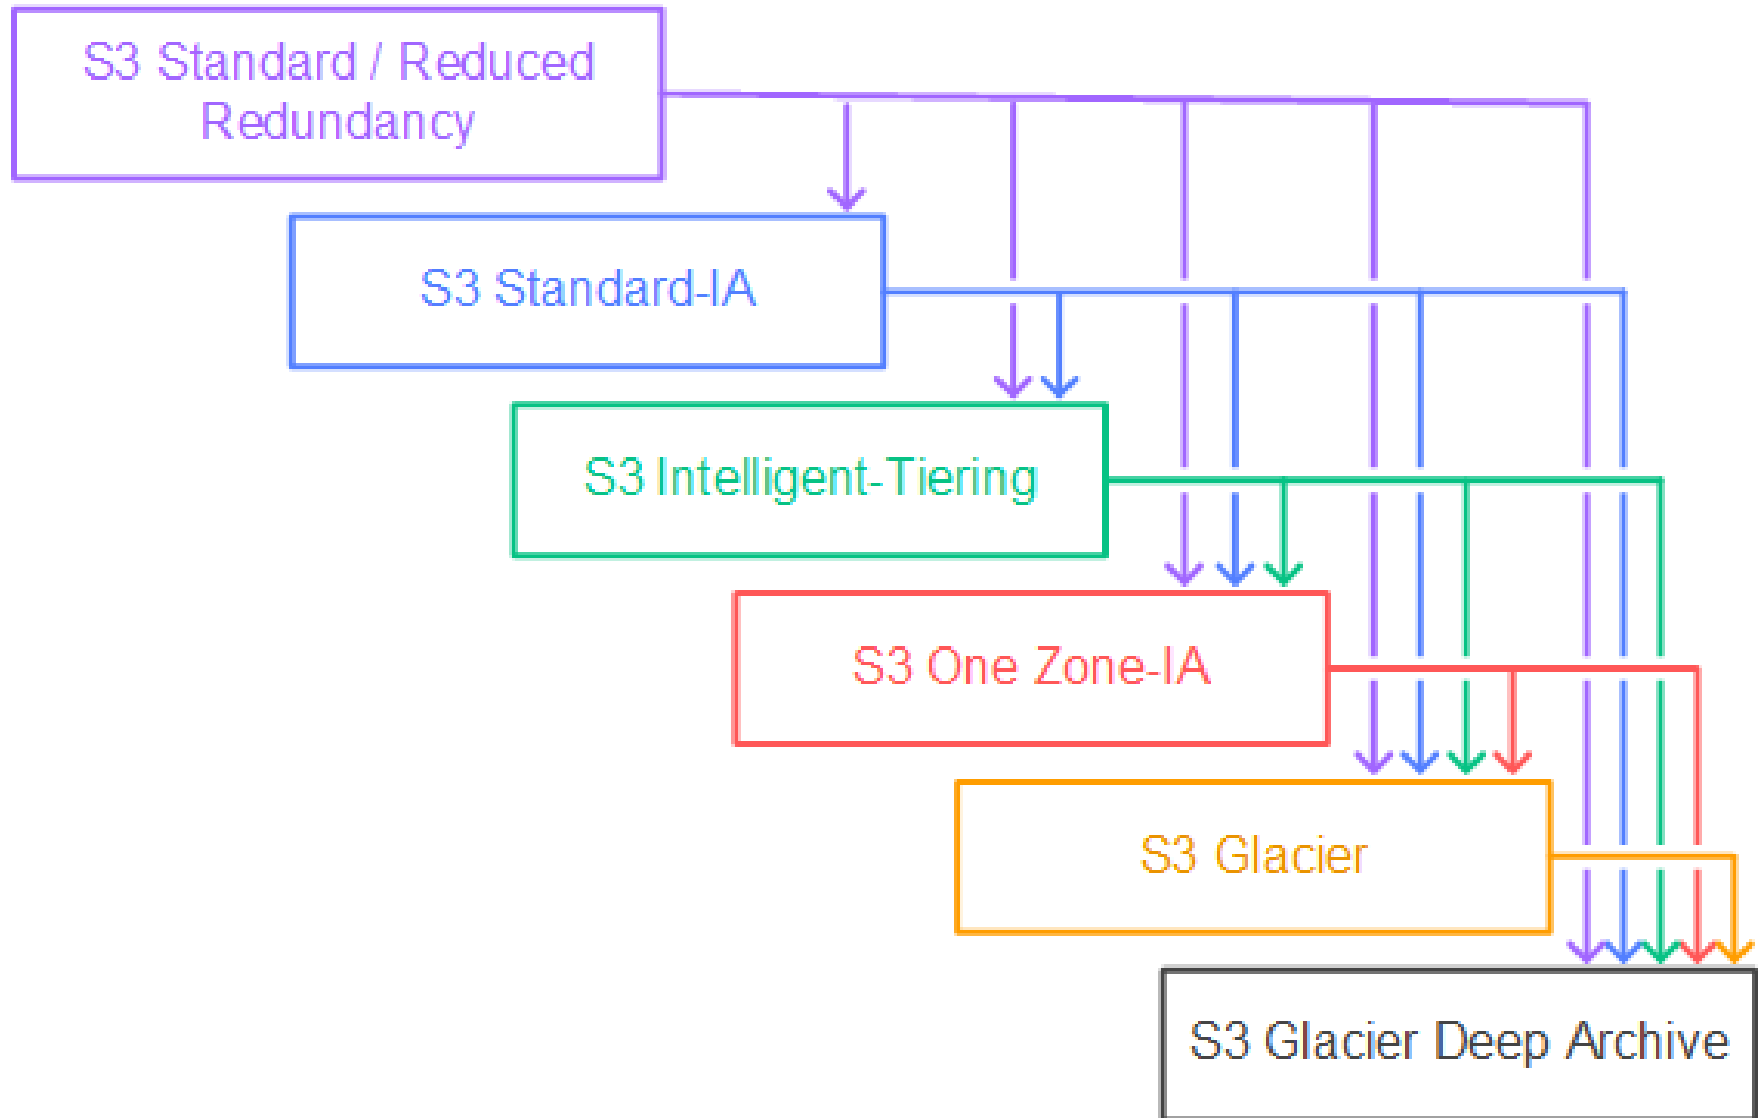 S3 Standard / Reduced
Redundancy
S3 Standard-IA
S3 Intelligent-Tiering
S3 One Zone-IA
S3 Glacier
S3 Glacier Deep Archive